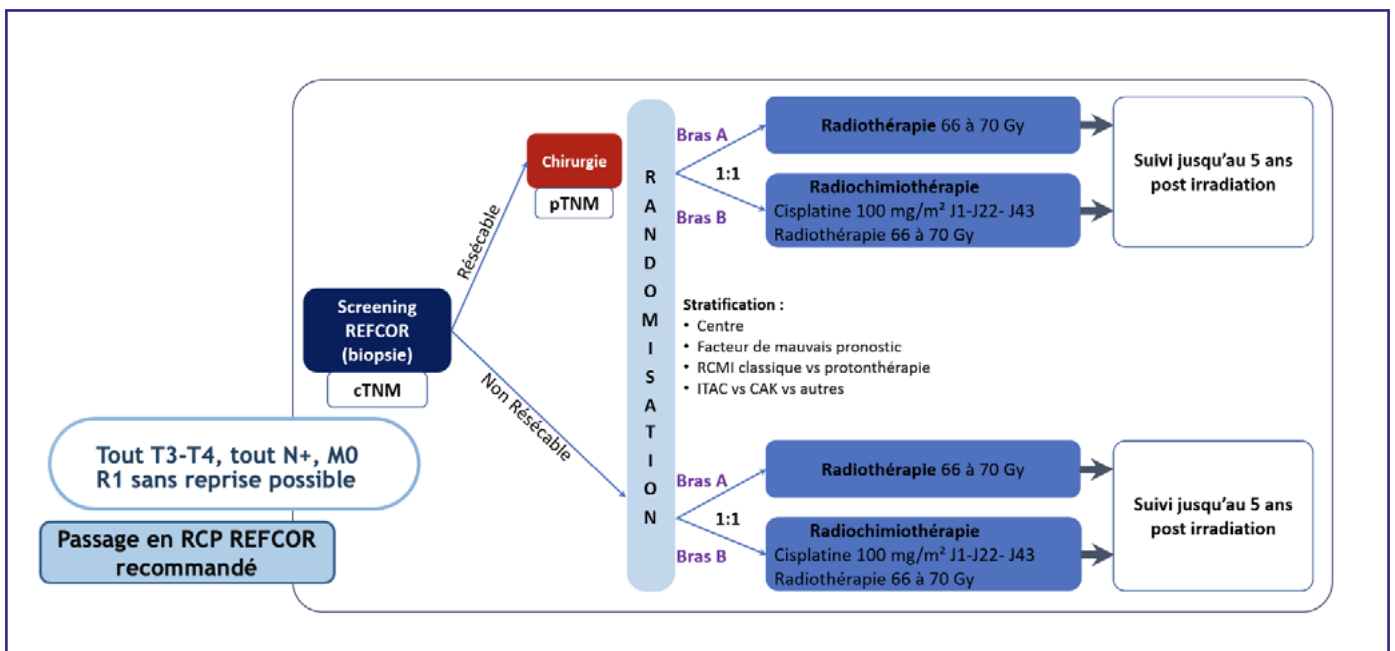 Screening
REFCOR
(biopsie)
cTNM
Tout T3-T4, tout N+, M0
R1 sans reprise possible
Passage en RCP REFCOR
recommandé
Résécable
Non Résécable
Chirurgie
pTNM
RANDOMISATION
Bras A
1:1
Bras B
Radiothérapie 66 à 70 Gy
Radiochimiothérapie
Cisplatine 100 mg/m² J1-J22- J43
Radiothérapie 66 à 70 Gy
Suivi jusqu'au 5 ans
post irradiation
Stratification :
• Centre
• Facteur de mauvais pronostic
• RCMI classique vs protonthérapie
• ITAC vs CAK vs autres
Bras A
1:1
Bras B
Radiothérapie 66 à 70 Gy
Radiochimiothérapie
Cisplatine 100 mg/m² J1-J22- J43
Radiothérapie 66 à 70 Gy
Suivi jusqu'au 5 ans
post irradiation